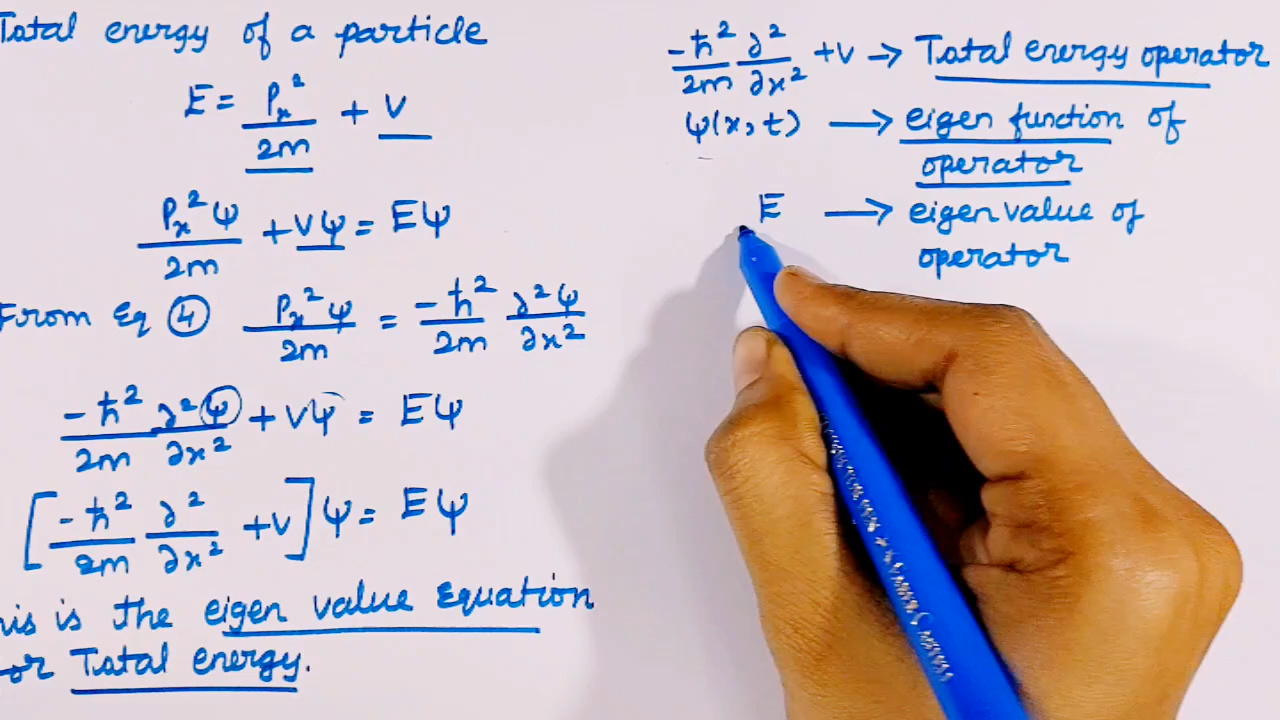 Total energy of a particle
E = Pₓ²/2m + V
Pₓ²ψ/2m + Vψ = Eψ
From Eq ④ Pₓ²ψ/2m = -ħ²/2m ∂²ψ/∂x²
-ħ²/2m ∂²ψ/∂x² + Vψ = Eψ
[-ħ²/2m ∂²/∂x² + V]ψ = Eψ
his is the eigen value Equation
or Total energy.
-ħ²/2m ∂²/∂x² + V → Total energy operator
ψ(x, t) → eigen function of
operator
E → eigen value of
operator